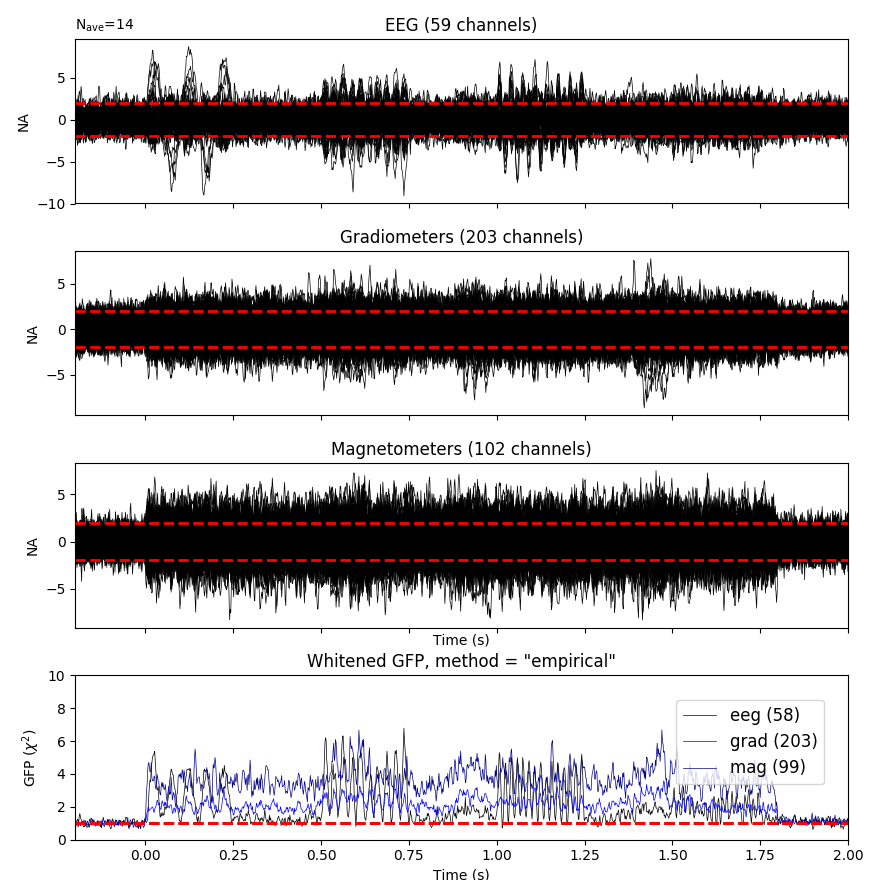 Nave=14
EEG (59 channels)
5
0
−5
−10
NA
Gradiometers (203 channels)
5
0
−5
NA
Magnetometers (102 channels)
5
0
−5
NA
Time (s)
Whitened GFP, method = "empirical"
10
8
6
4
2
0
GFP (χ²)
eeg (58)
grad (203)
mag (99)
0.00 0.25 0.50 0.75 1.00 1.25 1.50 1.75 2.00
Time (s)